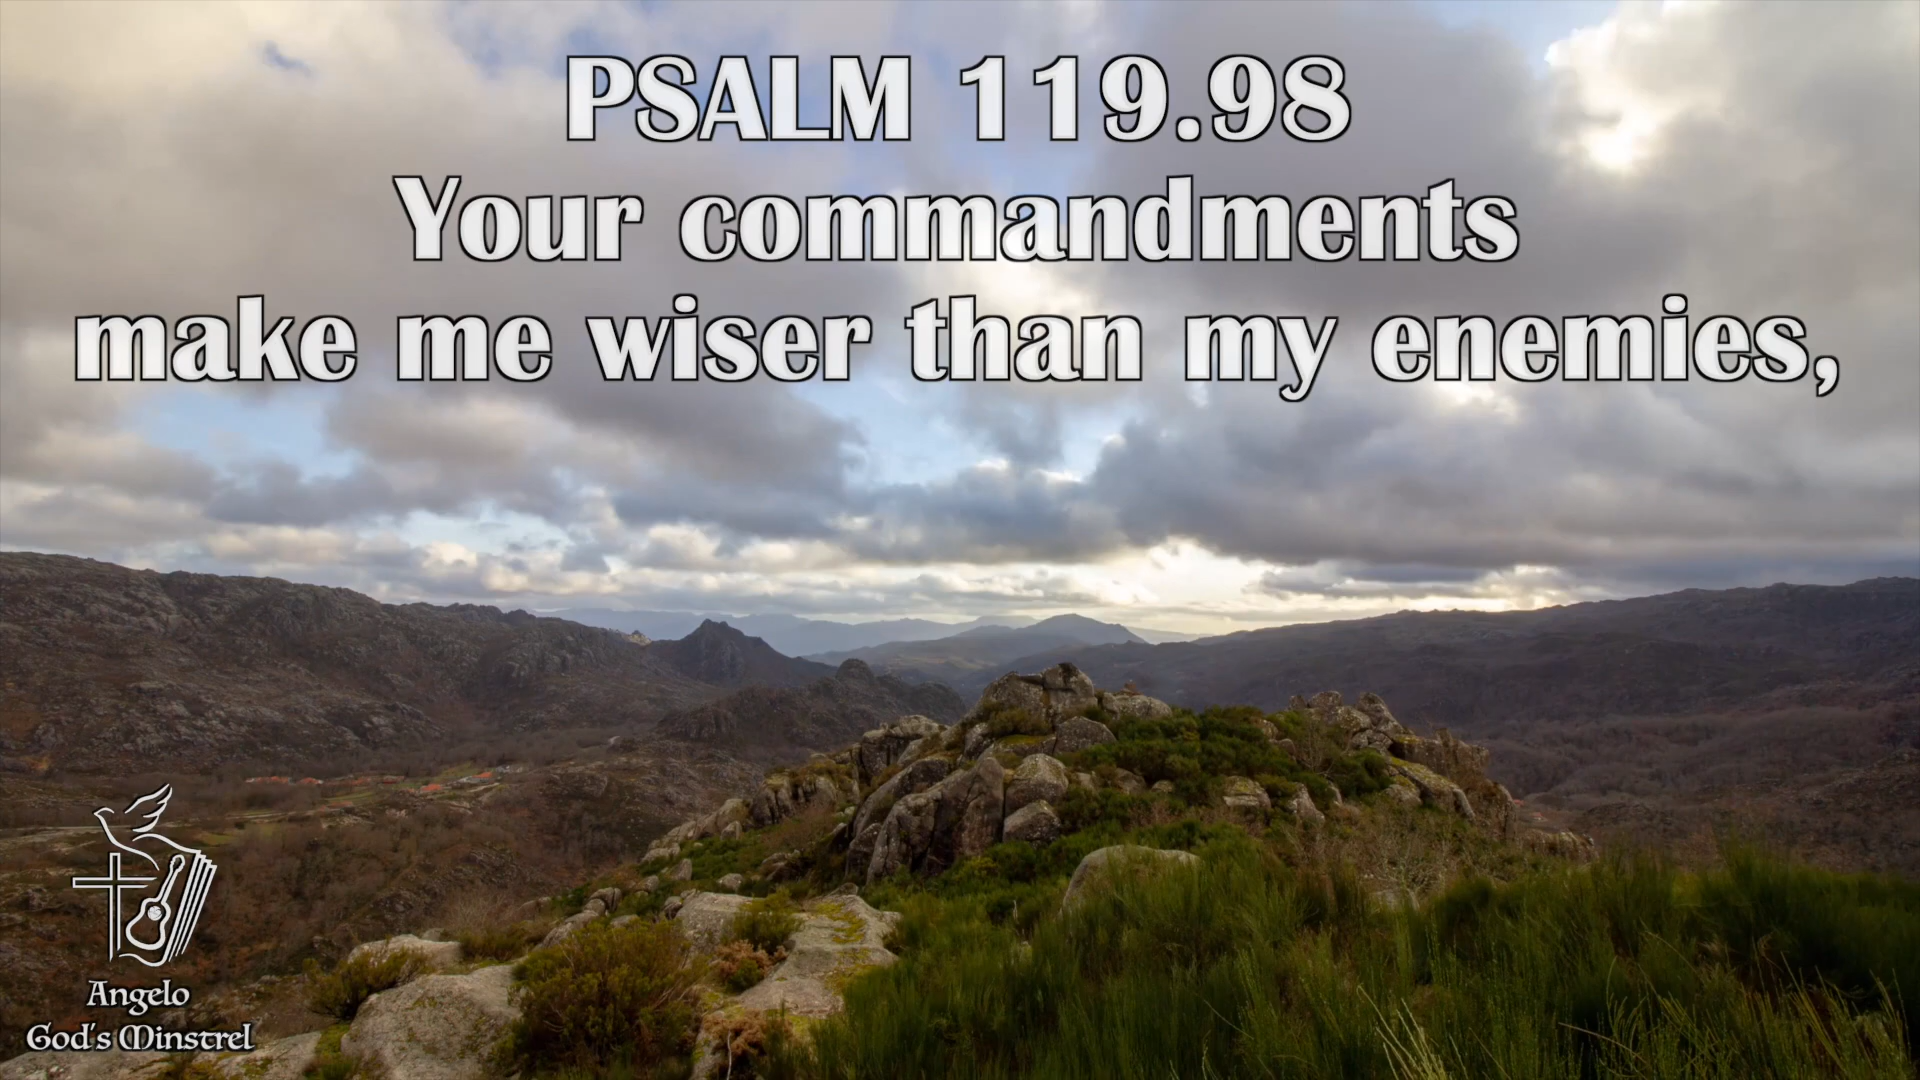 PSALM 119.98
Your commandments
make me wiser than my enemies,
Angelo
God's Minstrel